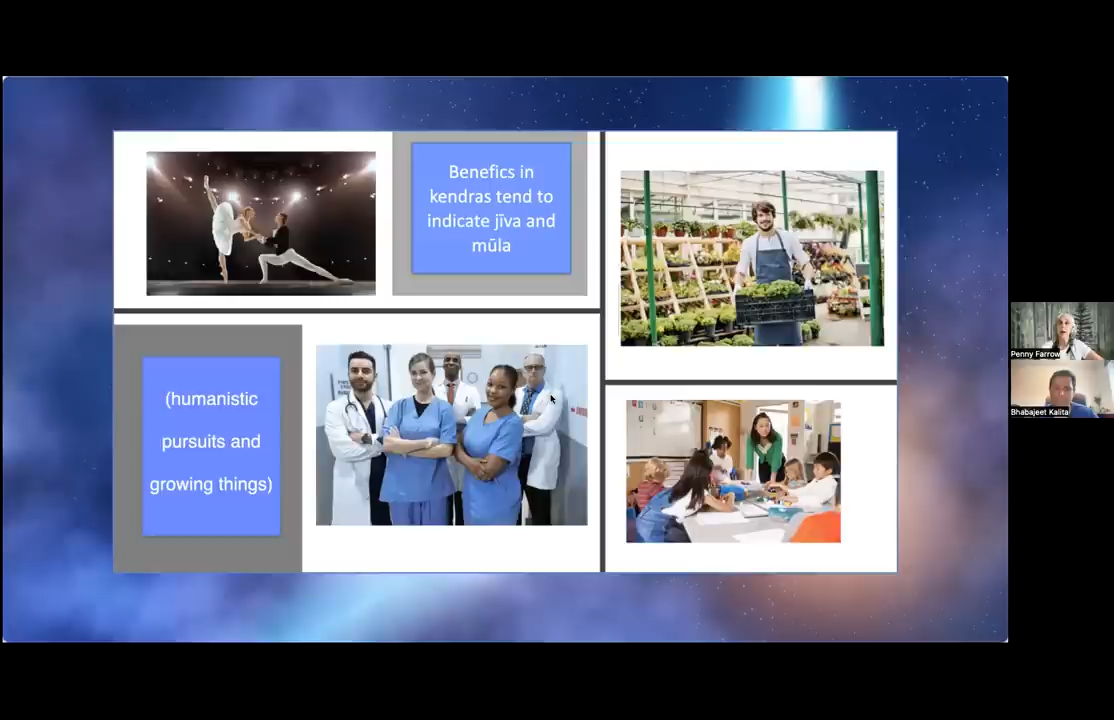 Benefics in
kendras tend to
indicate jīva and
mūla
(humanistic
pursuits and
growing things)
Penny Farrow
Bhabajeet Kalita